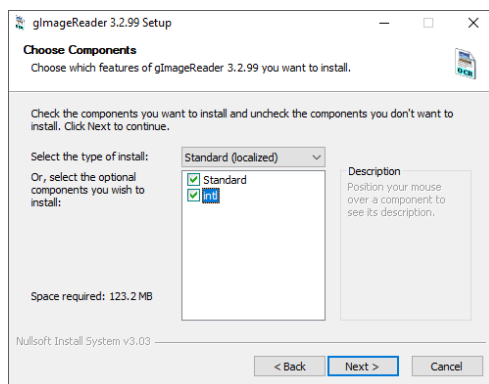 gImageReader 3.2.99 Setup
Choose Components
Choose which features of gImageReader 3.2.99 you want to install.
OCR
Check the components you want to install and uncheck the components you don't want to
install. Click Next to continue.
Select the type of install:
Standard (localized)
Or, select the optional
components you wish to
install:
Standard
intl
Description
Position your mouse
over a component to
see its description.
Space required: 123.2 MB
Nullsoft Install System v3.03
< Back
Next >
Cancel